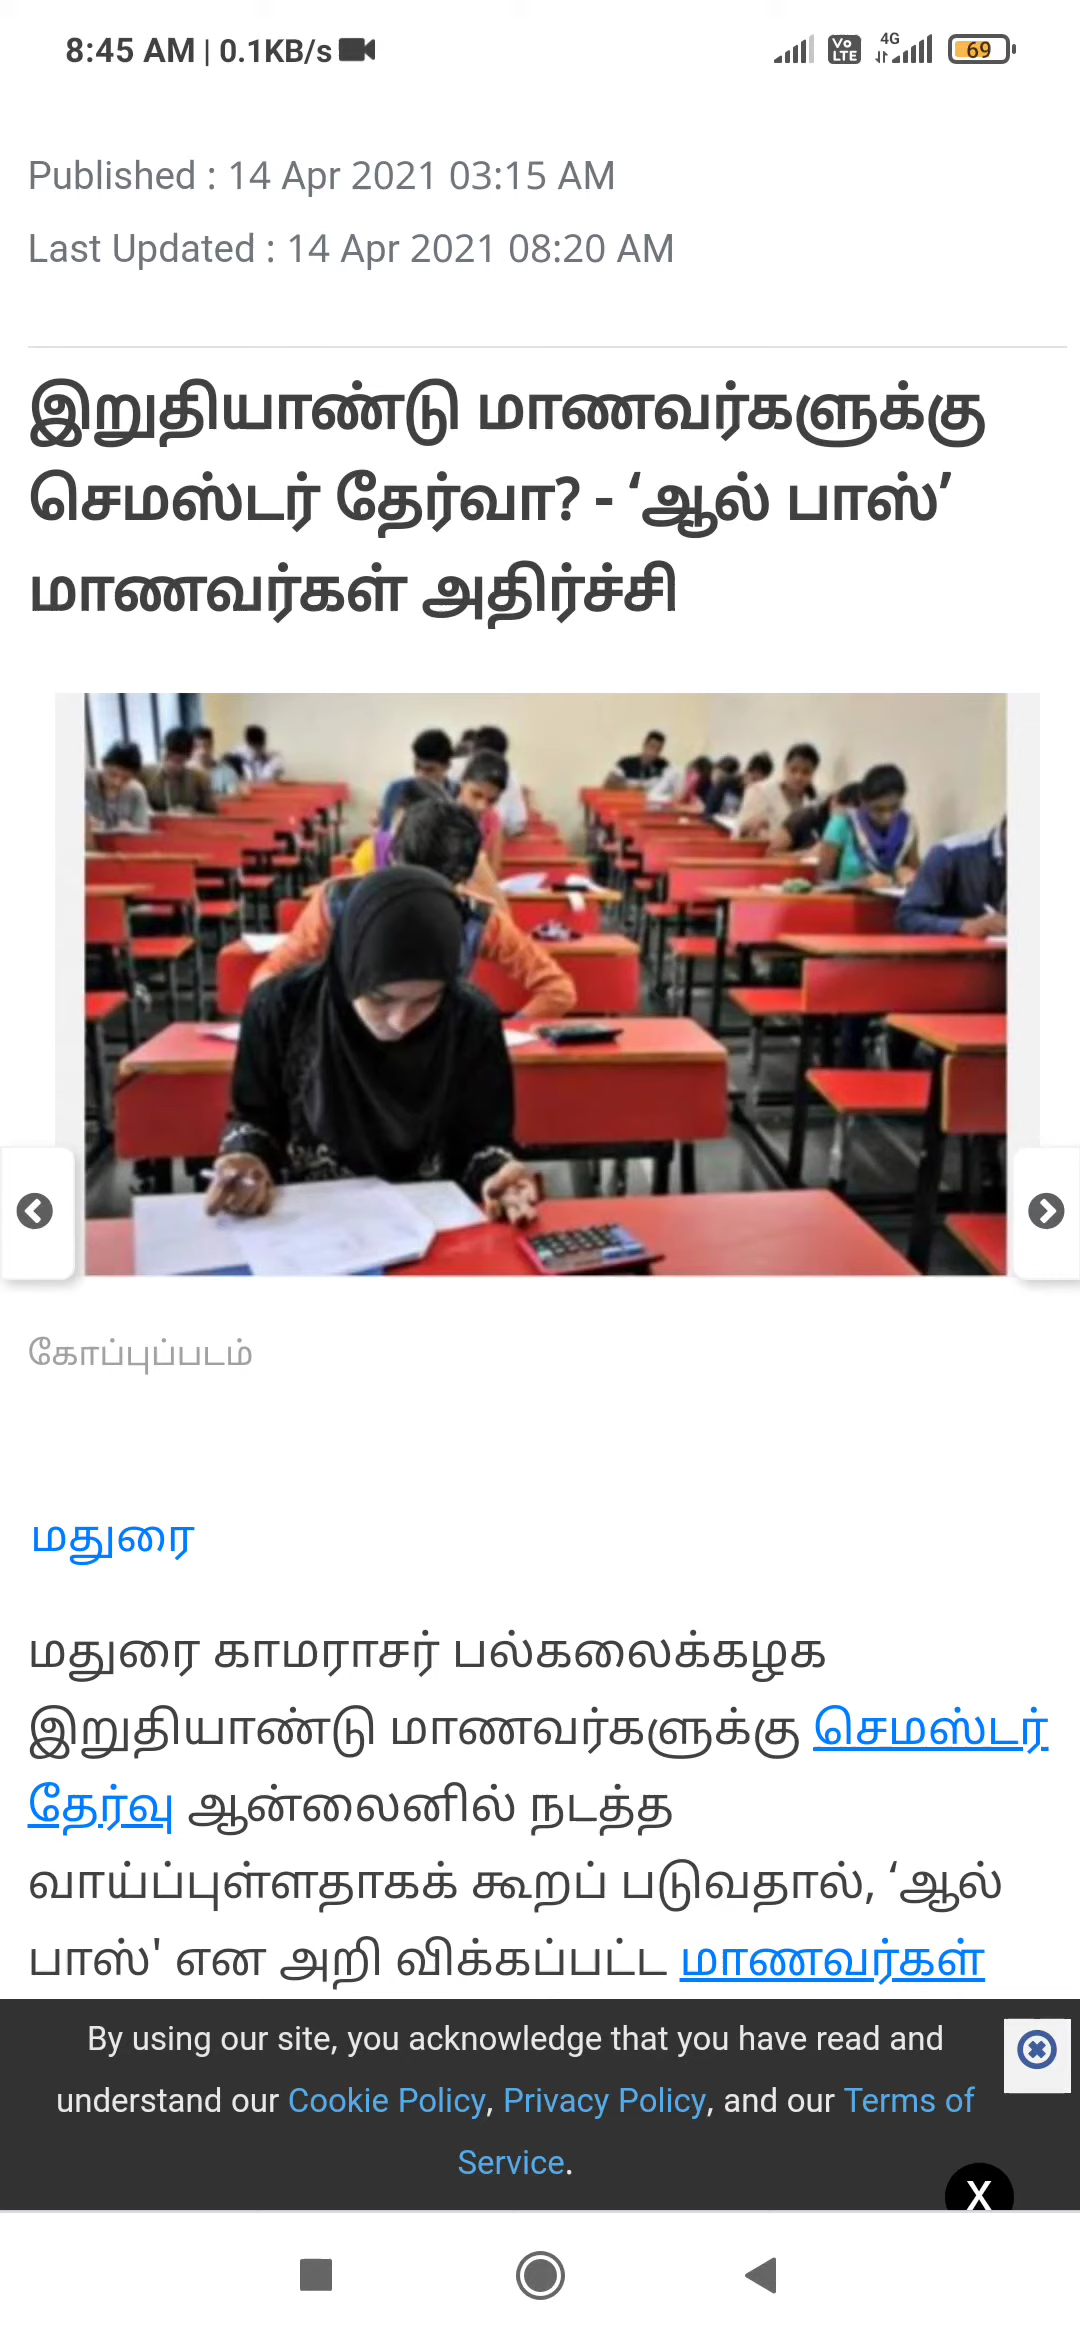 8:45 AM | 0.1KB/s
Vo LTE 4G 69
Published : 14 Apr 2021 03:15 AM
Last Updated : 14 Apr 2021 08:20 AM
இறுதியாண்டு மாணவர்களுக்கு
செமஸ்டர் தேர்வா? - ‘ஆல் பாஸ்’
மாணவர்கள் அதிர்ச்சி
கோப்புப்படம்
மதுரை
மதுரை காமராசர் பல்கலைக்கழக
இறுதியாண்டு மாணவர்களுக்கு செமஸ்டர்
தேர்வு ஆன்லைனில் நடத்த
வாய்ப்புள்ளதாகக் கூறப் படுவதால், ‘ஆல்
பாஸ்' என அறி விக்கப்பட்ட மாணவர்கள்
By using our site, you acknowledge that you have read and
understand our Cookie Policy, Privacy Policy, and our Terms of
Service.
X